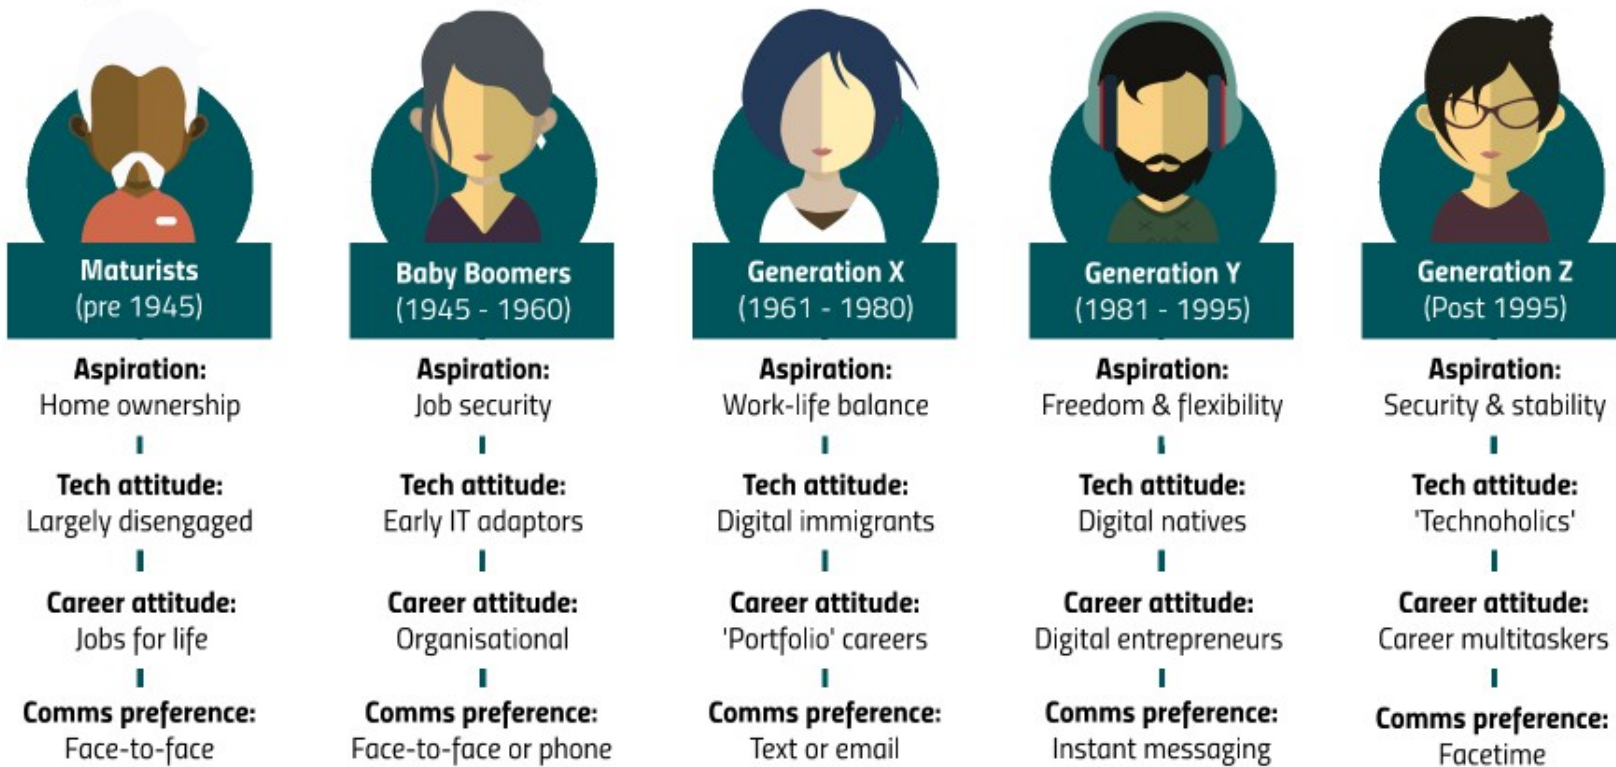 Maturists
(pre 1945)
Aspiration:
Home ownership
Tech attitude:
Largely disengaged
Career attitude:
Jobs for life
Comms preference:
Face-to-face
Baby Boomers
(1945 - 1960)
Aspiration:
Job security
Tech attitude:
Early IT adaptors
Career attitude:
Organisational
Comms preference:
Face-to-face or phone
Generation X
(1961 - 1980)
Aspiration:
Work-life balance
Tech attitude:
Digital immigrants
Career attitude:
'Portfolio' careers
Comms preference:
Text or email
Generation Y
(1981 - 1995)
Aspiration:
Freedom & flexibility
Tech attitude:
Digital natives
Career attitude:
Digital entrepreneurs
Comms preference:
Instant messaging
Generation Z
(Post 1995)
Aspiration:
Security & stability
Tech attitude:
'Technoholics'
Career attitude:
Career multitaskers
Comms preference:
Facetime